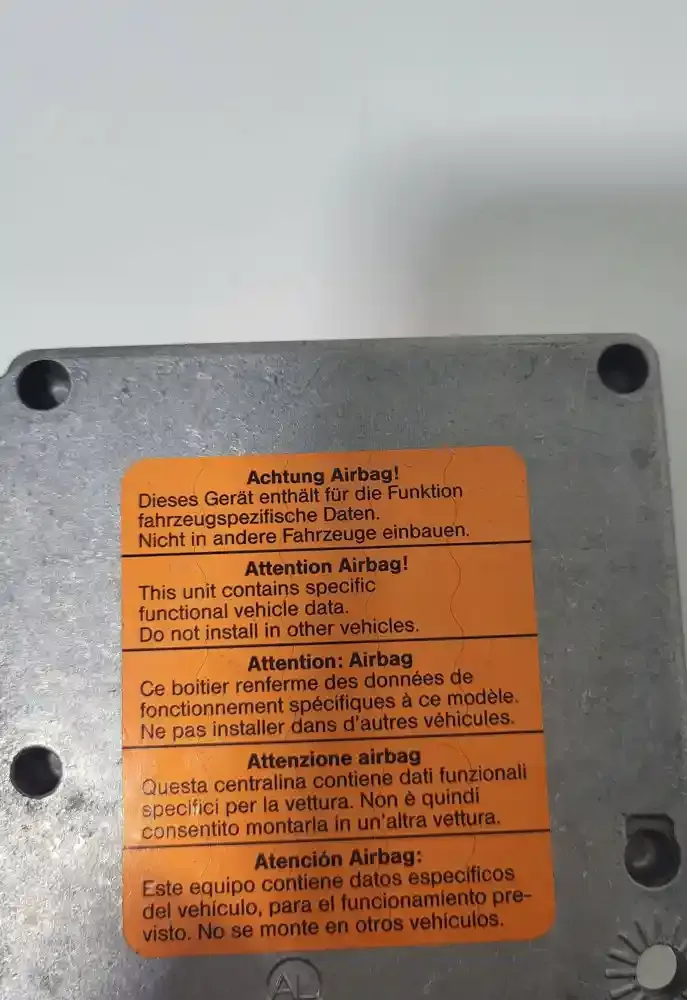 Achtung Airbag!
Dieses Gerät enthält für die Funktion
fahrzeugspezifische Daten.
Nicht in andere Fahrzeuge einbauen.
Attention Airbag!
This unit contains specific
functional vehicle data.
Do not install in other vehicles.
Attention: Airbag
Ce boitier renferme des données de
fonctionnement spécifiques à ce modèle.
Ne pas installer dans d'autres véhicules.
Attenzione airbag
Questa centralina contiene dati funzionali
specifici per la vettura. Non è quindi
consentito montarla in un'altra vettura.
Atención Airbag:
Este equipo contiene datos específicos
del vehículo, para el funcionamiento pre-
visto. No se monte en otros vehículos.